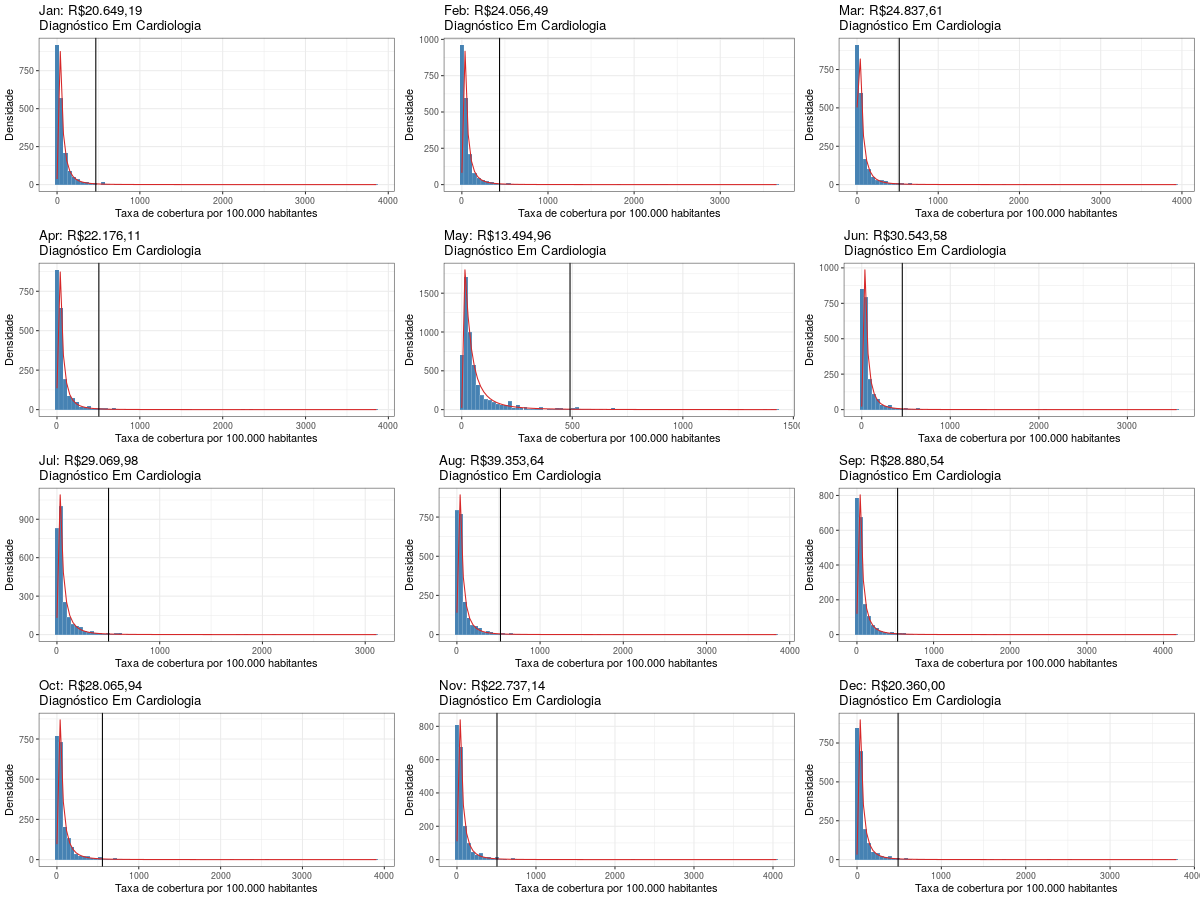 Jan: R$20.649,19
Diagnóstico Em Cardiologia
Densidade
750
500
250
0
0 1000 2000 3000 4000
Taxa de cobertura por 100.000 habitantes
Feb: R$24.056,49
Diagnóstico Em Cardiologia
Densidade
1000
750
500
250
0
0 1000 2000 3000
Taxa de cobertura por 100.000 habitantes
Mar: R$24.837,61
Diagnóstico Em Cardiologia
Densidade
750
500
250
0
0 1000 2000 3000 4000
Taxa de cobertura por 100.000 habitantes
Apr: R$22.176,11
Diagnóstico Em Cardiologia
Densidade
750
500
250
0
0 1000 2000 3000 4000
Taxa de cobertura por 100.000 habitantes
May: R$13.494,96
Diagnóstico Em Cardiologia
Densidade
1500
1000
500
0
0 500 1000 150
Taxa de cobertura por 100.000 habitantes
Jun: R$30.543,58
Diagnóstico Em Cardiologia
Densidade
1000
750
500
250
0
0 1000 2000 3000
Taxa de cobertura por 100.000 habitantes
Jul: R$29.069,98
Diagnóstico Em Cardiologia
Densidade
900
600
300
0
0 1000 2000 3000
Taxa de cobertura por 100.000 habitantes
Aug: R$39.353,64
Diagnóstico Em Cardiologia
Densidade
750
500
250
0
0 1000 2000 3000 4000
Taxa de cobertura por 100.000 habitantes
Sep: R$28.880,54
Diagnóstico Em Cardiologia
Densidade
800
600
400
200
0
0 1000 2000 3000 4000
Taxa de cobertura por 100.000 habitantes
Oct: R$28.065,94
Diagnóstico Em Cardiologia
Densidade
750
500
250
0
0 1000 2000 3000 4000
Taxa de cobertura por 100.000 habitantes
Nov: R$22.737,14
Diagnóstico Em Cardiologia
Densidade
800
600
400
200
0
0 1000 2000 3000 4000
Taxa de cobertura por 100.000 habitantes
Dec: R$20.360,00
Diagnóstico Em Cardiologia
Densidade
750
500
250
0
0 1000 2000 3000 400
Taxa de cobertura por 100.000 habitantes